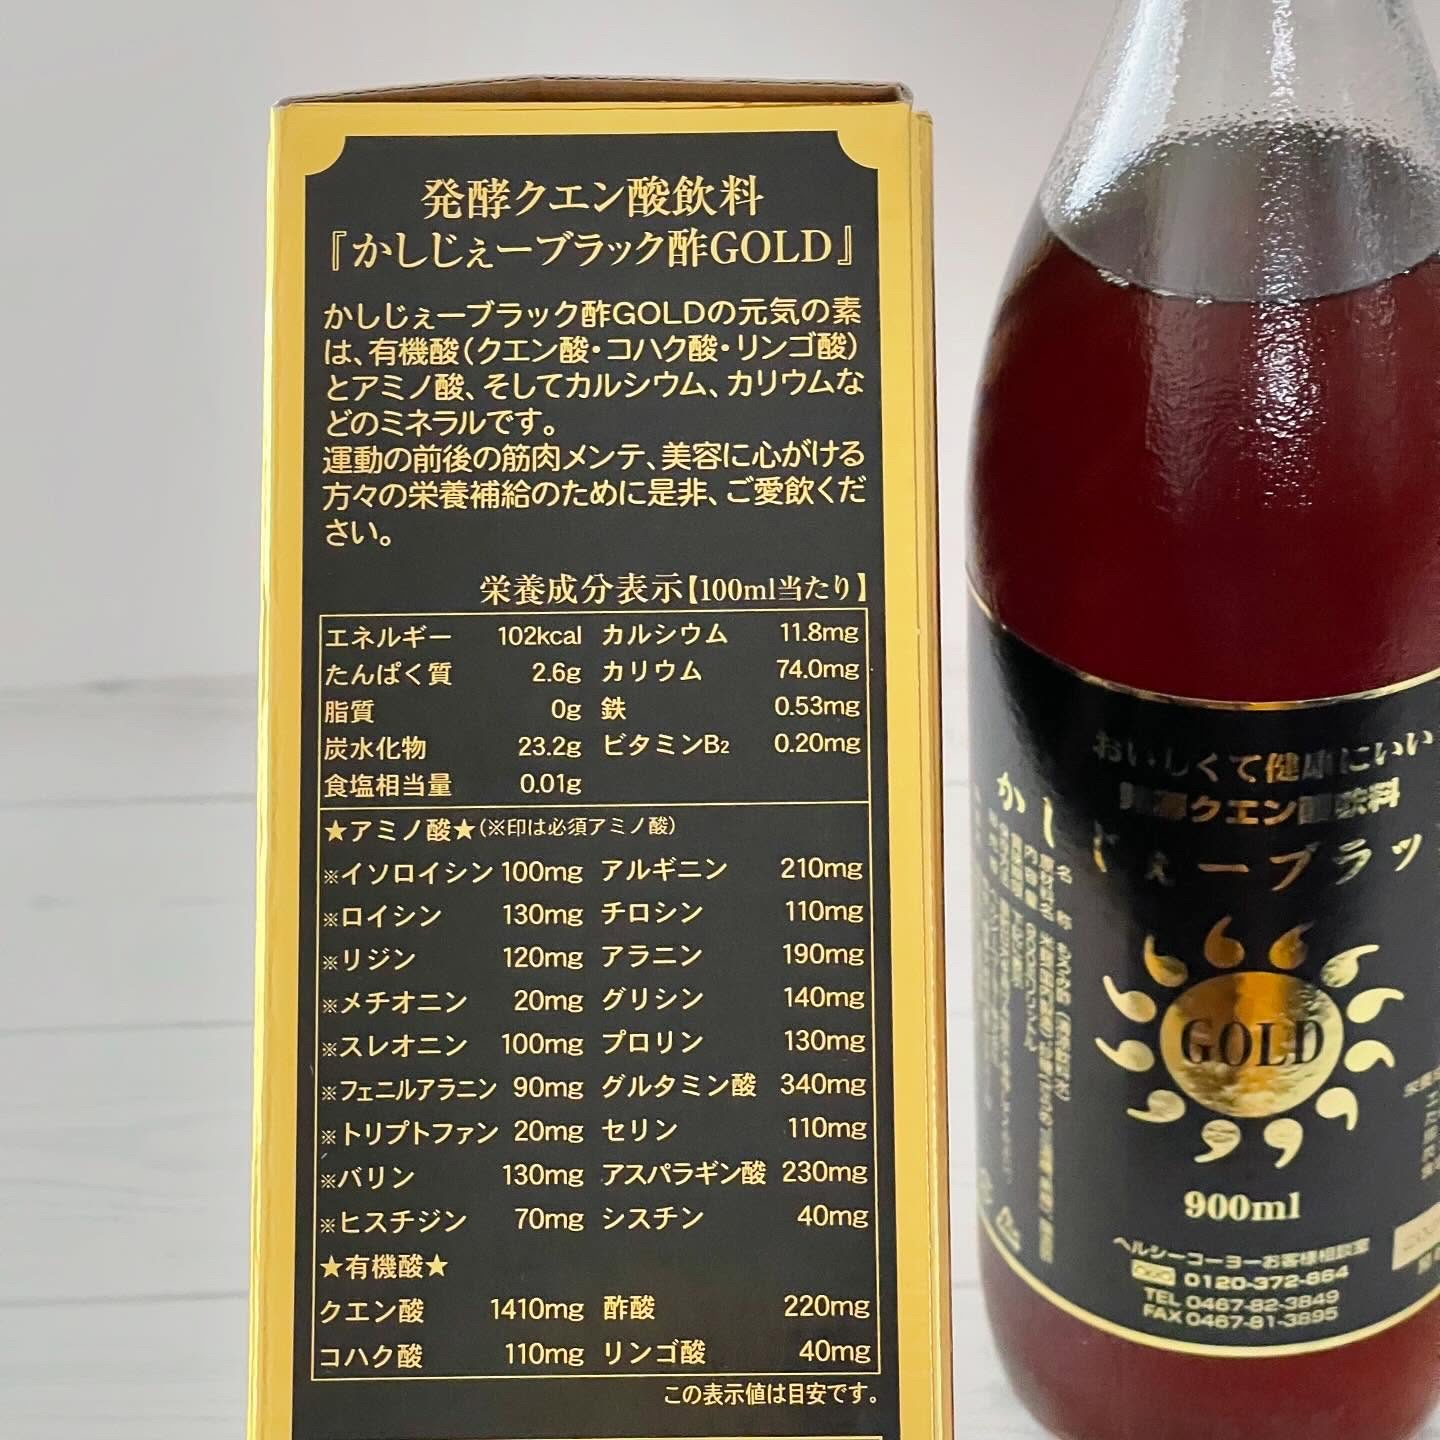 発酵クエン酸飲料
『かしじぇーブラック酢GOLD』
かしじぇーブラック酢GOLDの元気の素
は、有機酸(クエン酸・コハク酸・リンゴ酸)
とアミノ酸、そしてカルシウム、カリウムな
どのミネラルです。
運動の前後の筋肉メンテ、美容に心がける
方々の栄養補給のために是非、ご愛飲くだ
さい。
栄養成分表示【100ml当たり】
エネルギー 102kcal カルシウム 11.8mg
たんぱく質 2.6g カリウム 74.0mg
脂質 0g 鉄 0.53mg
炭水化物 23.2g ビタミンB2 0.20mg
食塩相当量 0.01g
★アミノ酸★(※印は必須アミノ酸)
※イソロイシン 100mg アルギニン 210mg
※ロイシン 130mg チロシン 110mg
※リジン 120mg アラニン 190mg
※メチオニン 20mg グリシン 140mg
※スレオニン 100mg プロリン 130mg
※フェニルアラニン 90mg グルタミン酸 340mg
※トリプトファン 20mg セリン 110mg
※バリン 130mg アスパラギン酸 230mg
※ヒスチジン 70mg シスチン 40mg
★有機酸★
クエン酸 1410mg 酢酸 220mg
コハク酸 110mg リンゴ酸 40mg
この表示値は目安です。
おいしくて健康にいい
クエン酸飲料
かしじぇーブラッ
GOLD
900ml
ヘルシーコーヨーお客様相談室
0120-372-864
TEL 0467-82-3849
FAX 0467-81-3895